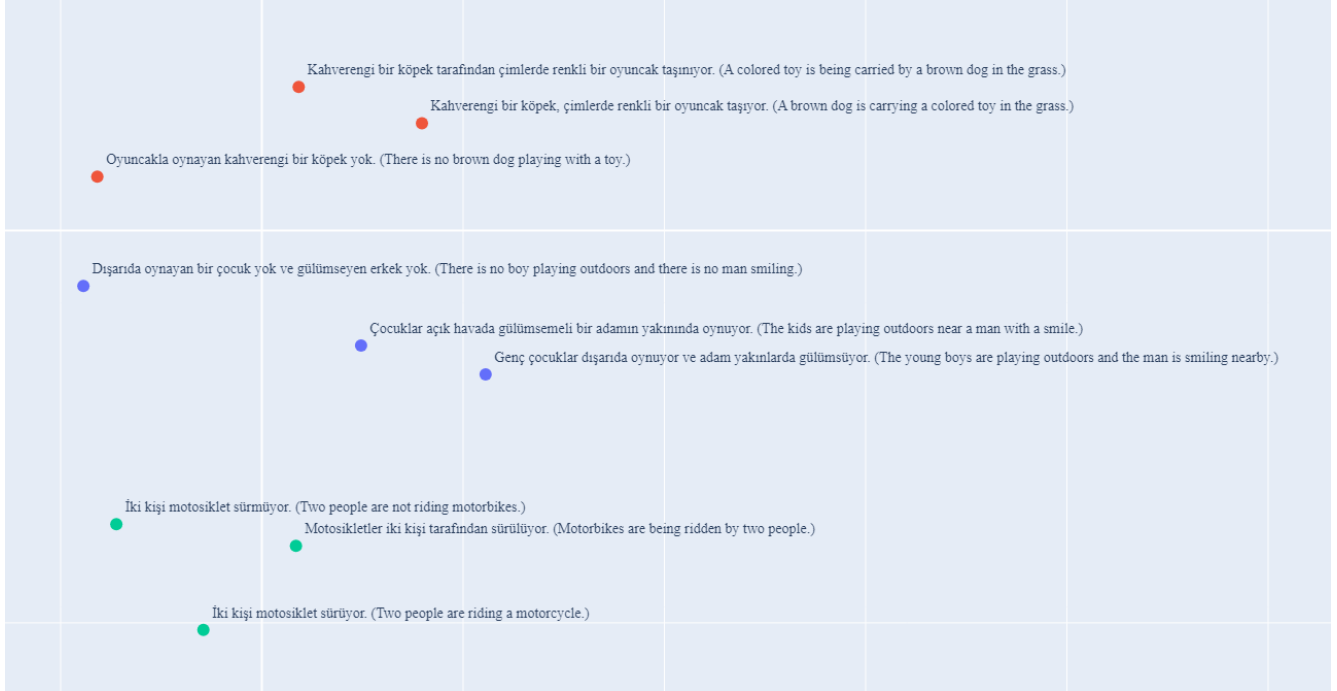 Kahverengi bir köpek tarafından çimlerde renkli bir oyuncak taşınıyor. (A colored toy is being carried by a brown dog in the grass.)
Kahverengi bir köpek, çimlerde renkli bir oyuncak taşıyor. (A brown dog is carrying a colored toy in the grass.)
Oyuncakla oynayan kahverengi bir köpek yok. (There is no brown dog playing with a toy.)
Dışarıda oynayan bir çocuk yok ve gülümseyen erkek yok. (There is no boy playing outdoors and there is no man smiling.)
Çocuklar açık havada gülümsemeli bir adamın yakınında oynuyor. (The kids are playing outdoors near a man with a smile.)
Genç çocuklar dışarıda oynuyor ve adam yakınlarda gülümsüyor. (The young boys are playing outdoors and the man is smiling nearby.)
İki kişi motosiklet sürmüyor. (Two people are not riding motorbikes.)
Motosikletler iki kişi tarafından sürülüyor. (Motorbikes are being ridden by two people.)
İki kişi motosiklet sürüyor. (Two people are riding a motorcycle.)